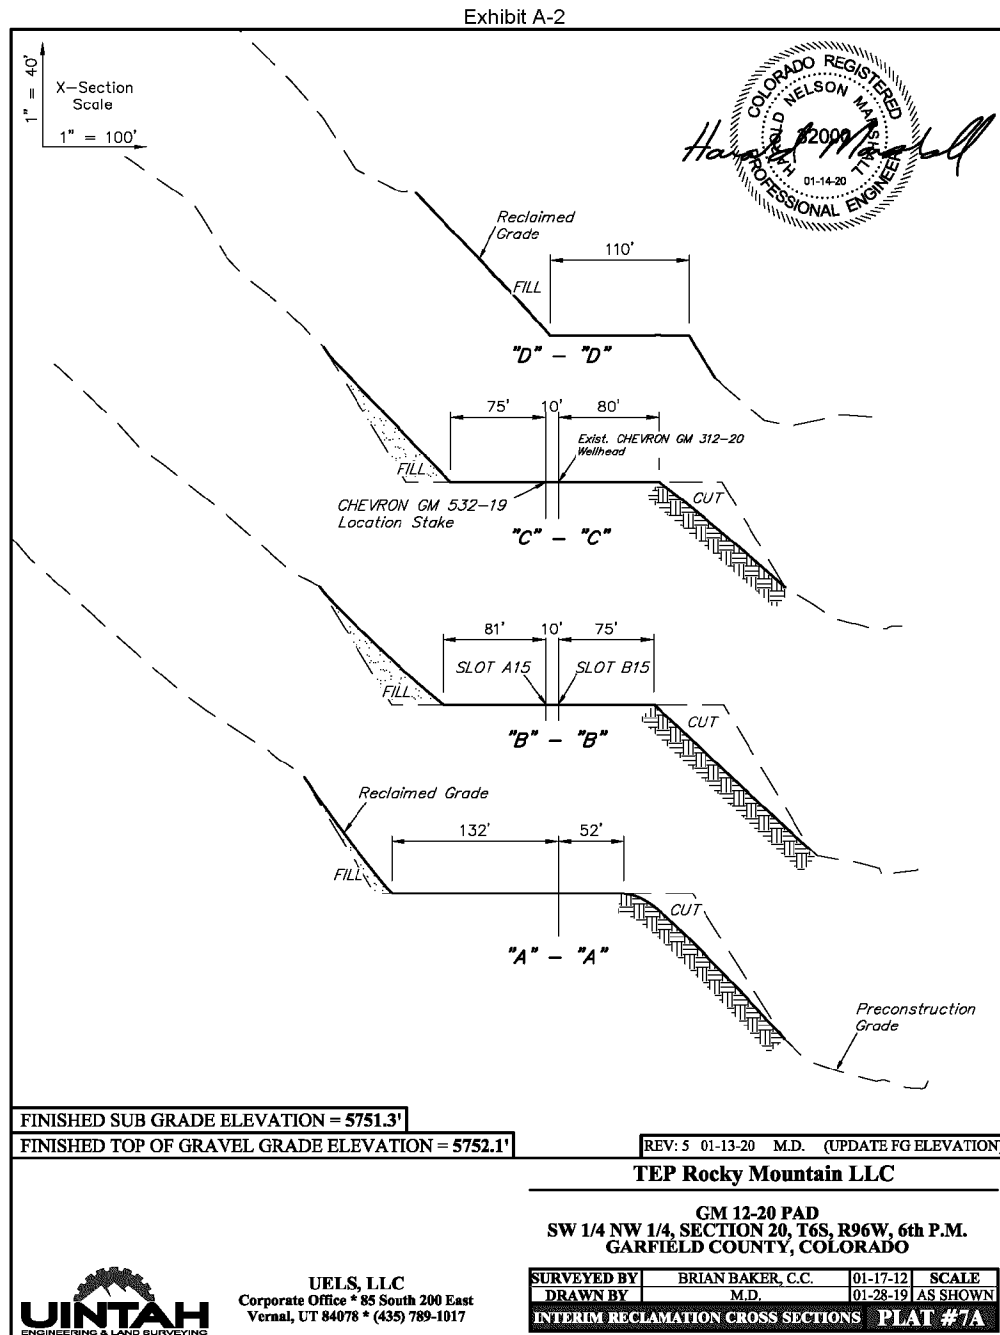 Exhibit A-2
1" = 40'
X-Section
Scale
1" = 100'
COLORADO REGISTERED
HAROLD NELSON MARSHALL
32000
01-14-20
PROFESSIONAL ENGINEER
Harold Marshall
Reclaimed
Grade
110'
FILL
"D" – "D"
75' 10' 80'
Exist. CHEVRON GM 312-20
Wellhead
FILL
CUT
CHEVRON GM 532-19
Location Stake
"C" – "C"
81' 10' 75'
SLOT A15 SLOT B15
FILL
CUT
"B" – "B"
Reclaimed Grade
132' 52'
FILL
CUT
"A" – "A"
Preconstruction
Grade
FINISHED SUB GRADE ELEVATION = 5751.3'
FINISHED TOP OF GRAVEL GRADE ELEVATION = 5752.1'
REV: 5 01-13-20 M.D. (UPDATE FG ELEVATION)
TEP Rocky Mountain LLC
GM 12-20 PAD
SW 1/4 NW 1/4, SECTION 20, T6S, R96W, 6th P.M.
GARFIELD COUNTY, COLORADO
UINTAH
ENGINEERING & LAND SURVEYING
UELS, LLC
Corporate Office * 85 South 200 East
Vernal, UT 84078 * (435) 789-1017
SURVEYED BY BRIAN BAKER, C.C. 01-17-12 SCALE
DRAWN BY M.D. 01-28-19 AS SHOWN
INTERIM RECLAMATION CROSS SECTIONS PLAT #7A